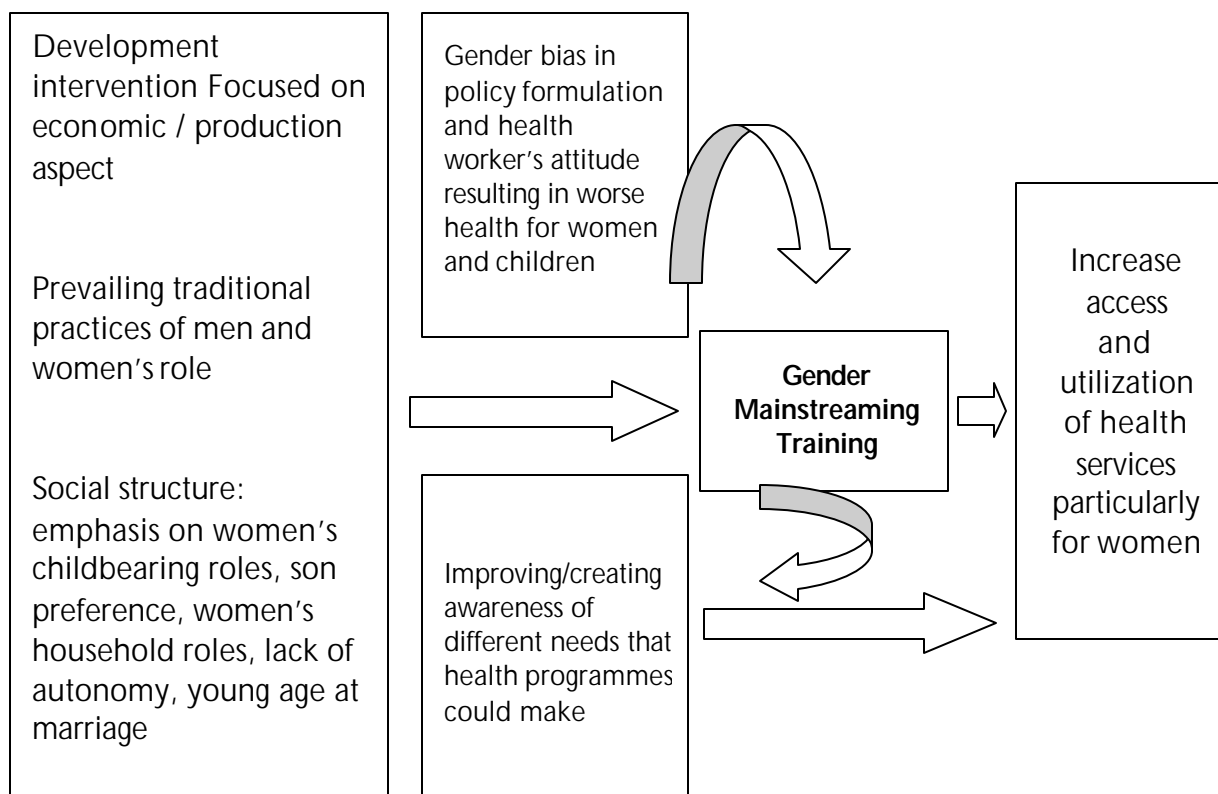 Development
intervention Focused on
economic / production
aspect
Prevailing traditional
practices of men and
women's role
Social structure:
emphasis on women's
childbearing roles, son
preference, women's
household roles, lack of
autonomy, young age at
marriage
Gender bias in
policy formulation
and health
worker's attitude
resulting in worse
health for women
and children
Improving/creating
awareness of
different needs that
health programmes
could make
Gender
Mainstreaming
Training
Increase
access
and
utilization
of health
services
particularly
for women